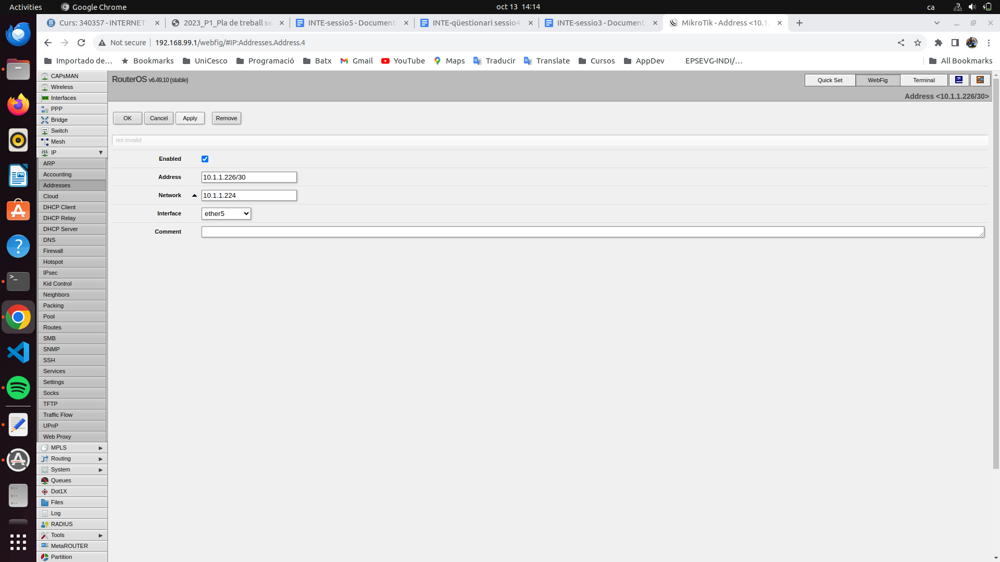 Activities
Google Chrome
oct 13 14:14
ca
Curs: 340357 - INTERNET
2023_P1_Pla de treball se
INTE-sessio5 - Document
INTE-qüestionari sessio4
INTE-sessio3 - Document
MikroTik - Address <10.1.
Not secure
192.168.99.1/webfig/#IP:Addresses.Address.4
Importado de...
Bookmarks
UniCesco
Programació
Batx
Gmail
YouTube
Maps
Traducir
Translate
Cursos
AppDev
EPSEVG-INDI/...
All Bookmarks
RouterOS v6.49.10 (stable)
Quick Set
WebFig
Terminal
Address <10.1.1.226/30>
OK
Cancel
Apply
Remove
not invalid
Enabled
Address
10.1.1.226/30
Network
10.1.1.224
Interface
ether5
Comment
CAPsMAN
Wireless
Interfaces
PPP
Bridge
Switch
Mesh
IP
ARP
Accounting
Addresses
Cloud
DHCP Client
DHCP Relay
DHCP Server
DNS
Firewall
Hotspot
IPsec
Kid Control
Neighbors
Packing
Pool
Routes
SMB
SNMP
SSH
Services
Settings
Socks
TFTP
Traffic Flow
UPnP
Web Proxy
MPLS
Routing
System
Queues
Dot1X
Files
Log
RADIUS
Tools
MetaROUTER
Partition